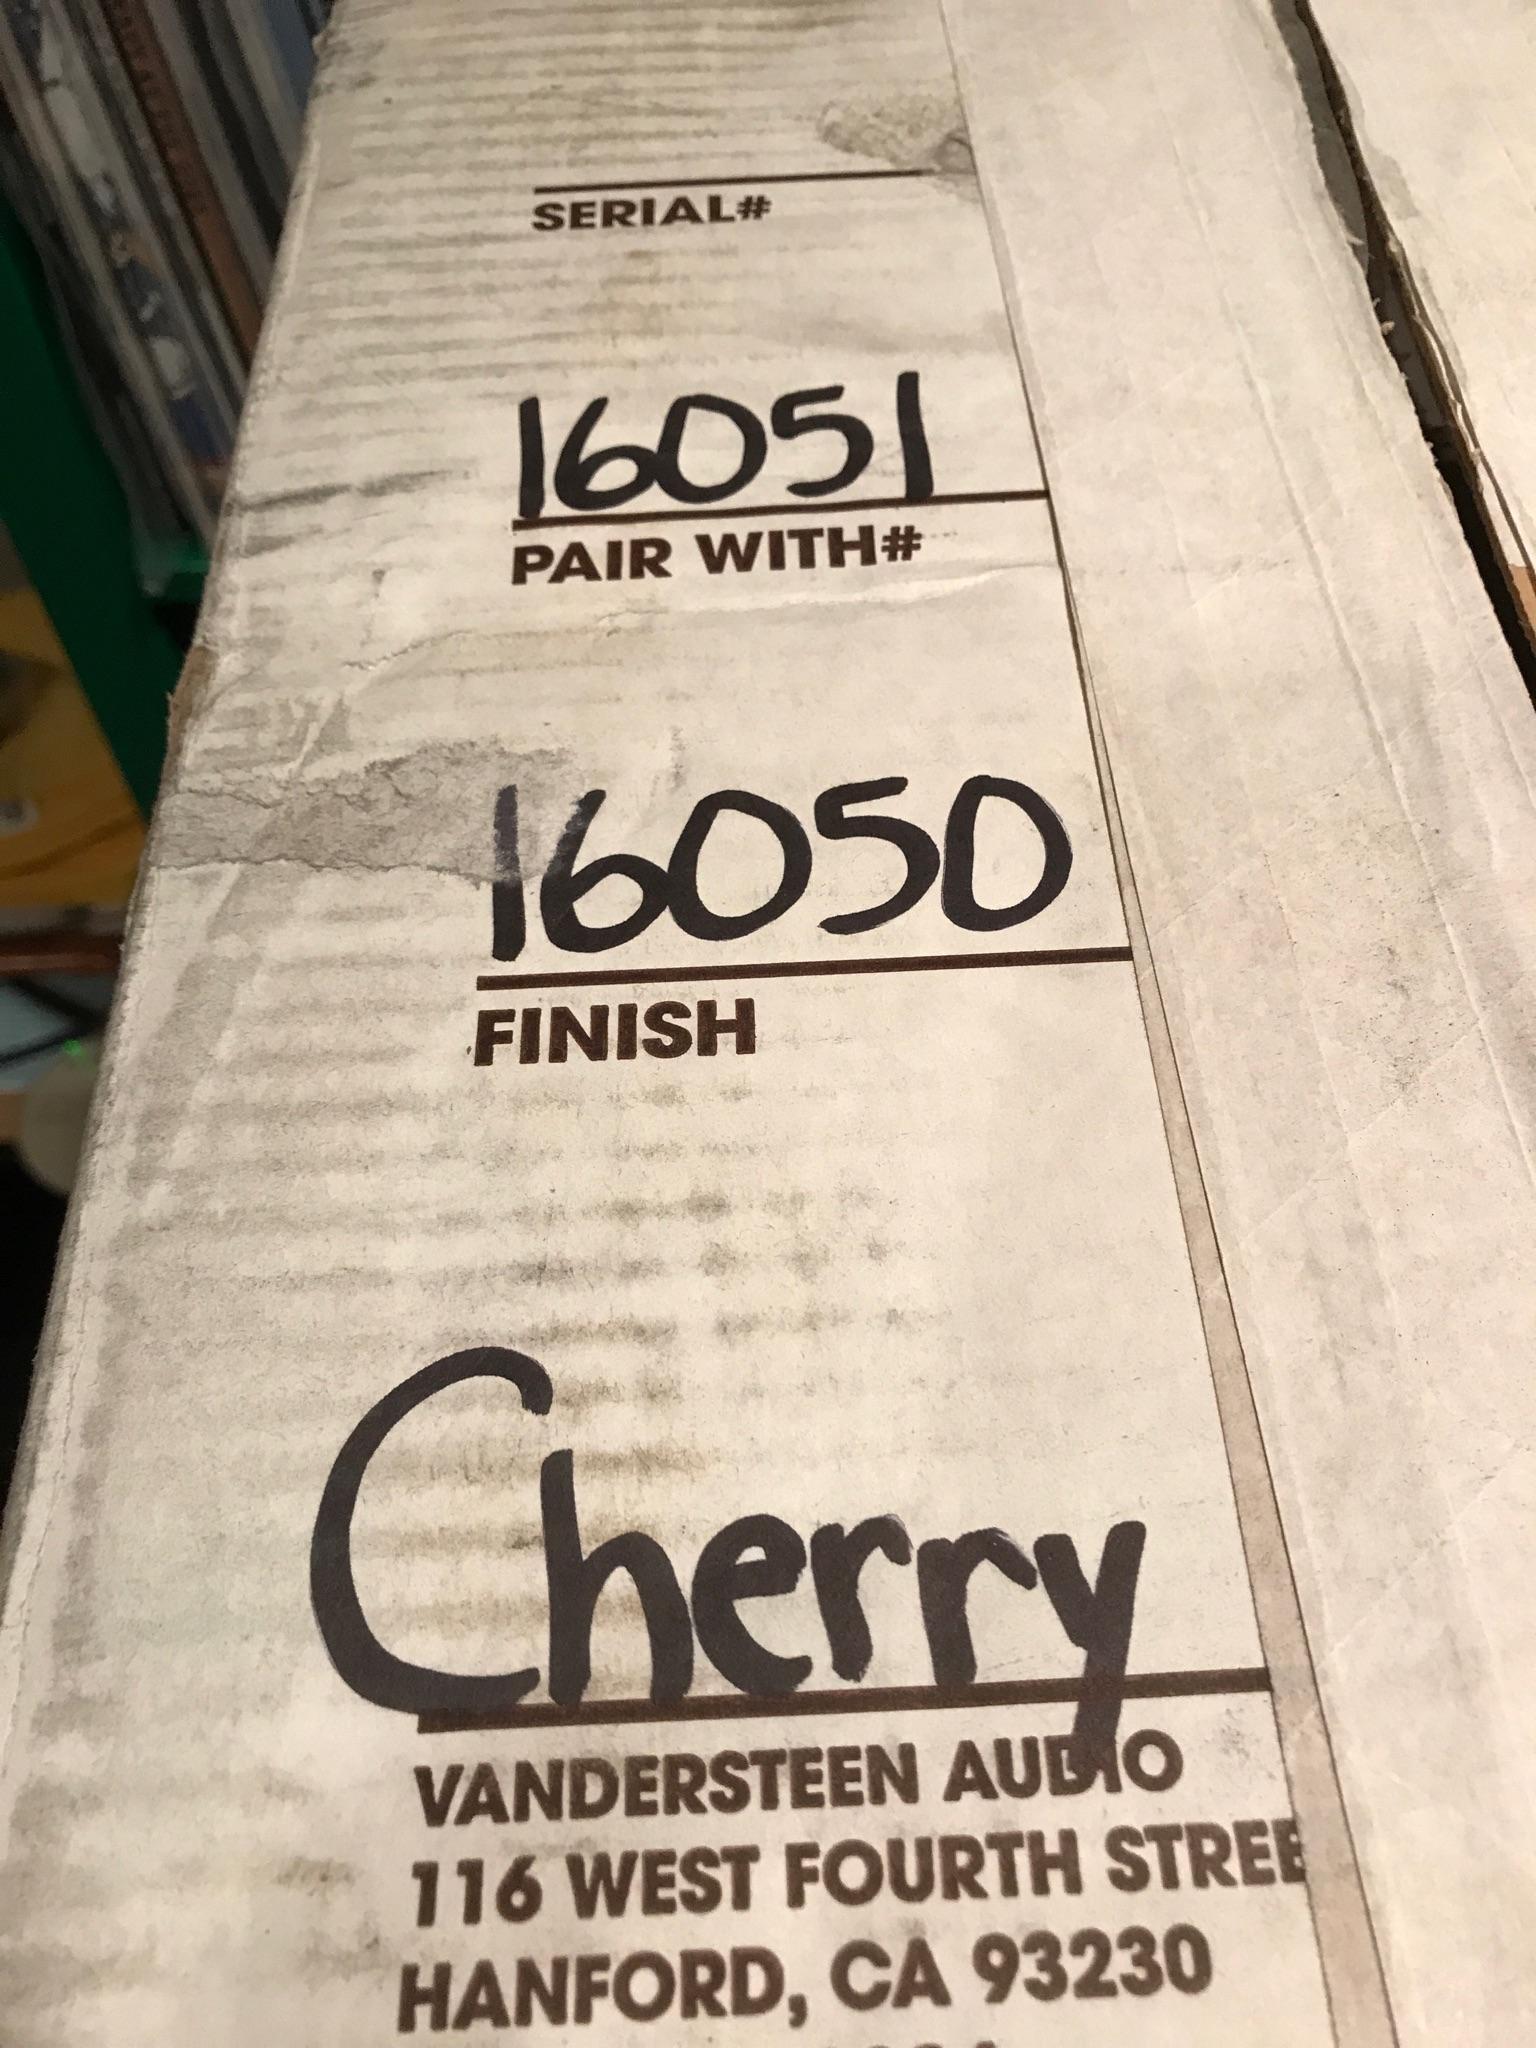 SERIAL#
16051
PAIR WITH#
16050
FINISH
Cherry
VANDERSTEEN AUDIO
116 WEST FOURTH STREE
HANFORD, CA 93230